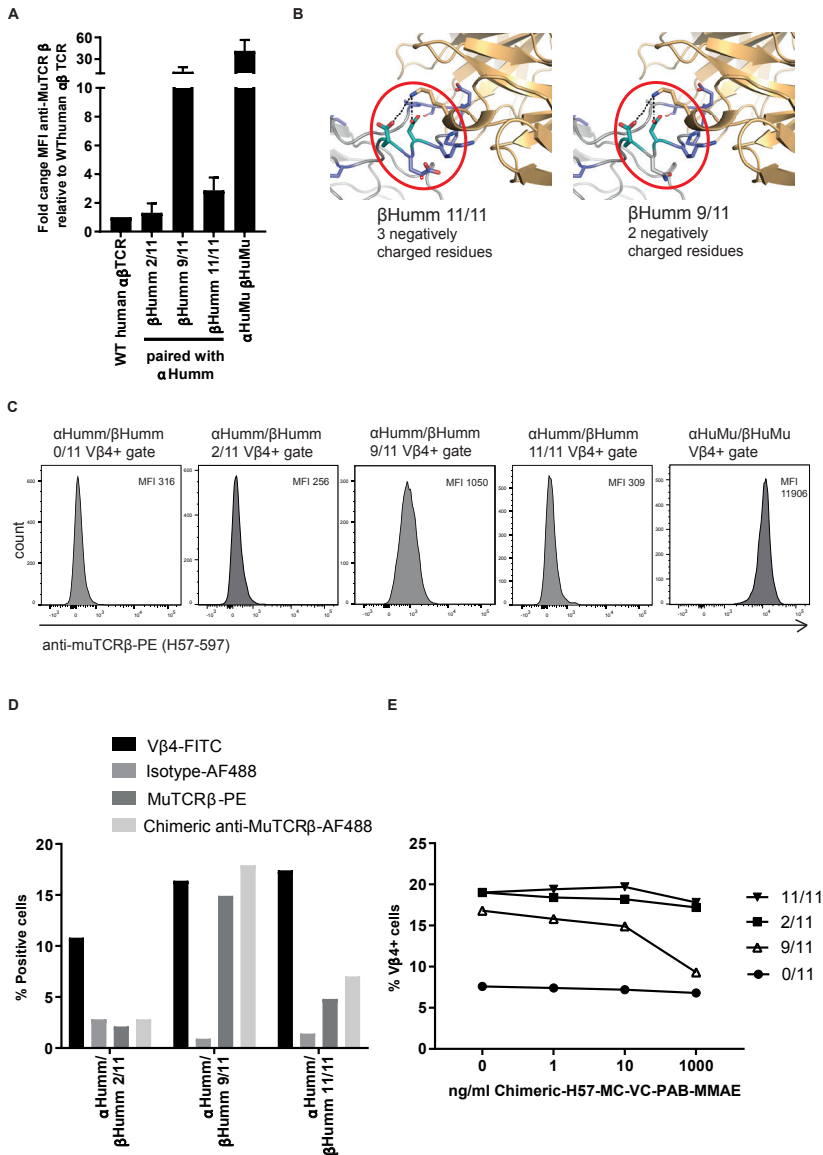 A
Fold cange MFI anti-MuTCR β
relative to WThuman αβ TCR
60
30
10
8
6
4
2
0
WT human αβTCR
βHumm 2/11
βHumm 9/11
βHumm 11/11
αHuMu βHuMu
paired with
αHumm
B
βHumm 11/11
3 negatively
charged residues
βHumm 9/11
2 negatively
charged residues
C
αHumm/βHumm
0/11 Vβ4+ gate
MFI 316
αHumm/βHumm
2/11 Vβ4+ gate
MFI 256
αHumm/βHumm
9/11 Vβ4+ gate
MFI 1050
αHumm/βHumm
11/11 Vβ4+ gate
MFI 309
αHuMu/βHuMu
Vβ4+ gate
MFI
11906
count
anti-muTCRβ-PE (H57-597)
D
Vβ4-FITC
Isotype-AF488
MuTCRβ-PE
Chimeric anti-MuTCRβ-AF488
% Positive cells
20
15
10
5
0
αHumm/
βHumm 2/11
αHumm/
βHumm 9/11
αHumm/
βHumm 11/11
E
% Vβ4+ cells
25
20
15
10
5
0
0 1 10 1000
ng/ml Chimeric-H57-MC-VC-PAB-MMAE
11/11
2/11
9/11
0/11